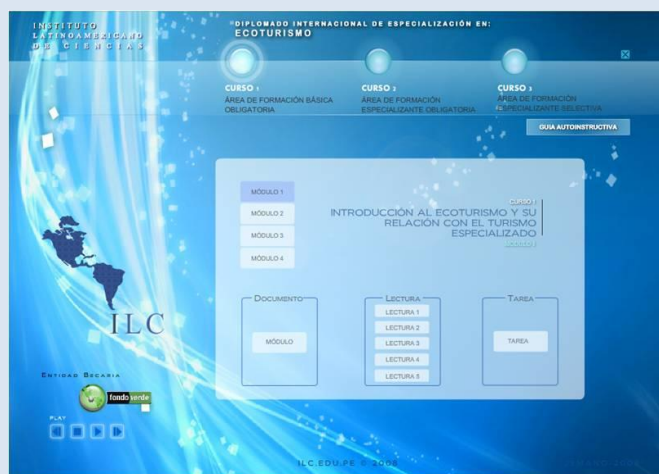 INSTITUTO
LATINOAMERICANO
DE CIENCIAS
DIPLOMADO INTERNACIONAL DE ESPECIALIZACIÓN EN:
ECOTURISMO
CURSO 1
ÁREA DE FORMACIÓN BÁSICA
OBLIGATORIA
CURSO 2
ÁREA DE FORMACIÓN
ESPECIALIZANTE OBLIGATORIA
CURSO 3
ÁREA DE FORMACIÓN
ESPECIALIZANTE SELECTIVA
GUIA AUTOINSTRUCTIVA
MÓDULO 1
MÓDULO 2
MÓDULO 3
MÓDULO 4
CURSO 1
INTRODUCCIÓN AL ECOTURISMO Y SU
RELACIÓN CON EL TURISMO
ESPECIALIZADO
DOCUMENTO
MÓDULO
LECTURA
LECTURA 1
LECTURA 2
LECTURA 3
LECTURA 4
LECTURA 5
TAREA
TAREA
ILC
ENTIDAD BECARIA
fondo verde
PLAY
ILC.EDU.PE © 2008